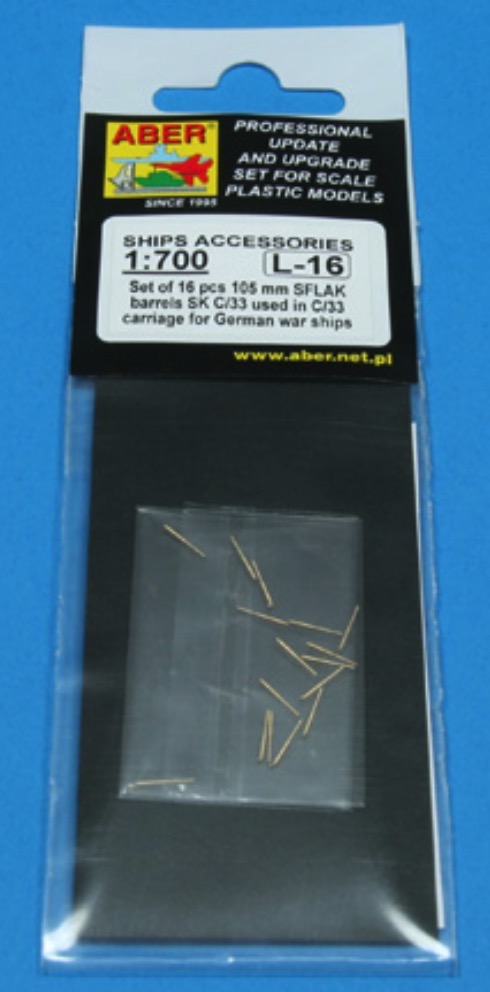 ABER®
SINCE 1995
PROFESSIONAL
UPDATE
AND UPGRADE
SET FOR SCALE
PLASTIC MODELS
SHIPS ACCESSORIES
1:700 L-16
Set of 16 pcs 105 mm SFLAK
barrels SK C/33 used in C/33
carriage for German war ships
www.aber.net.pl